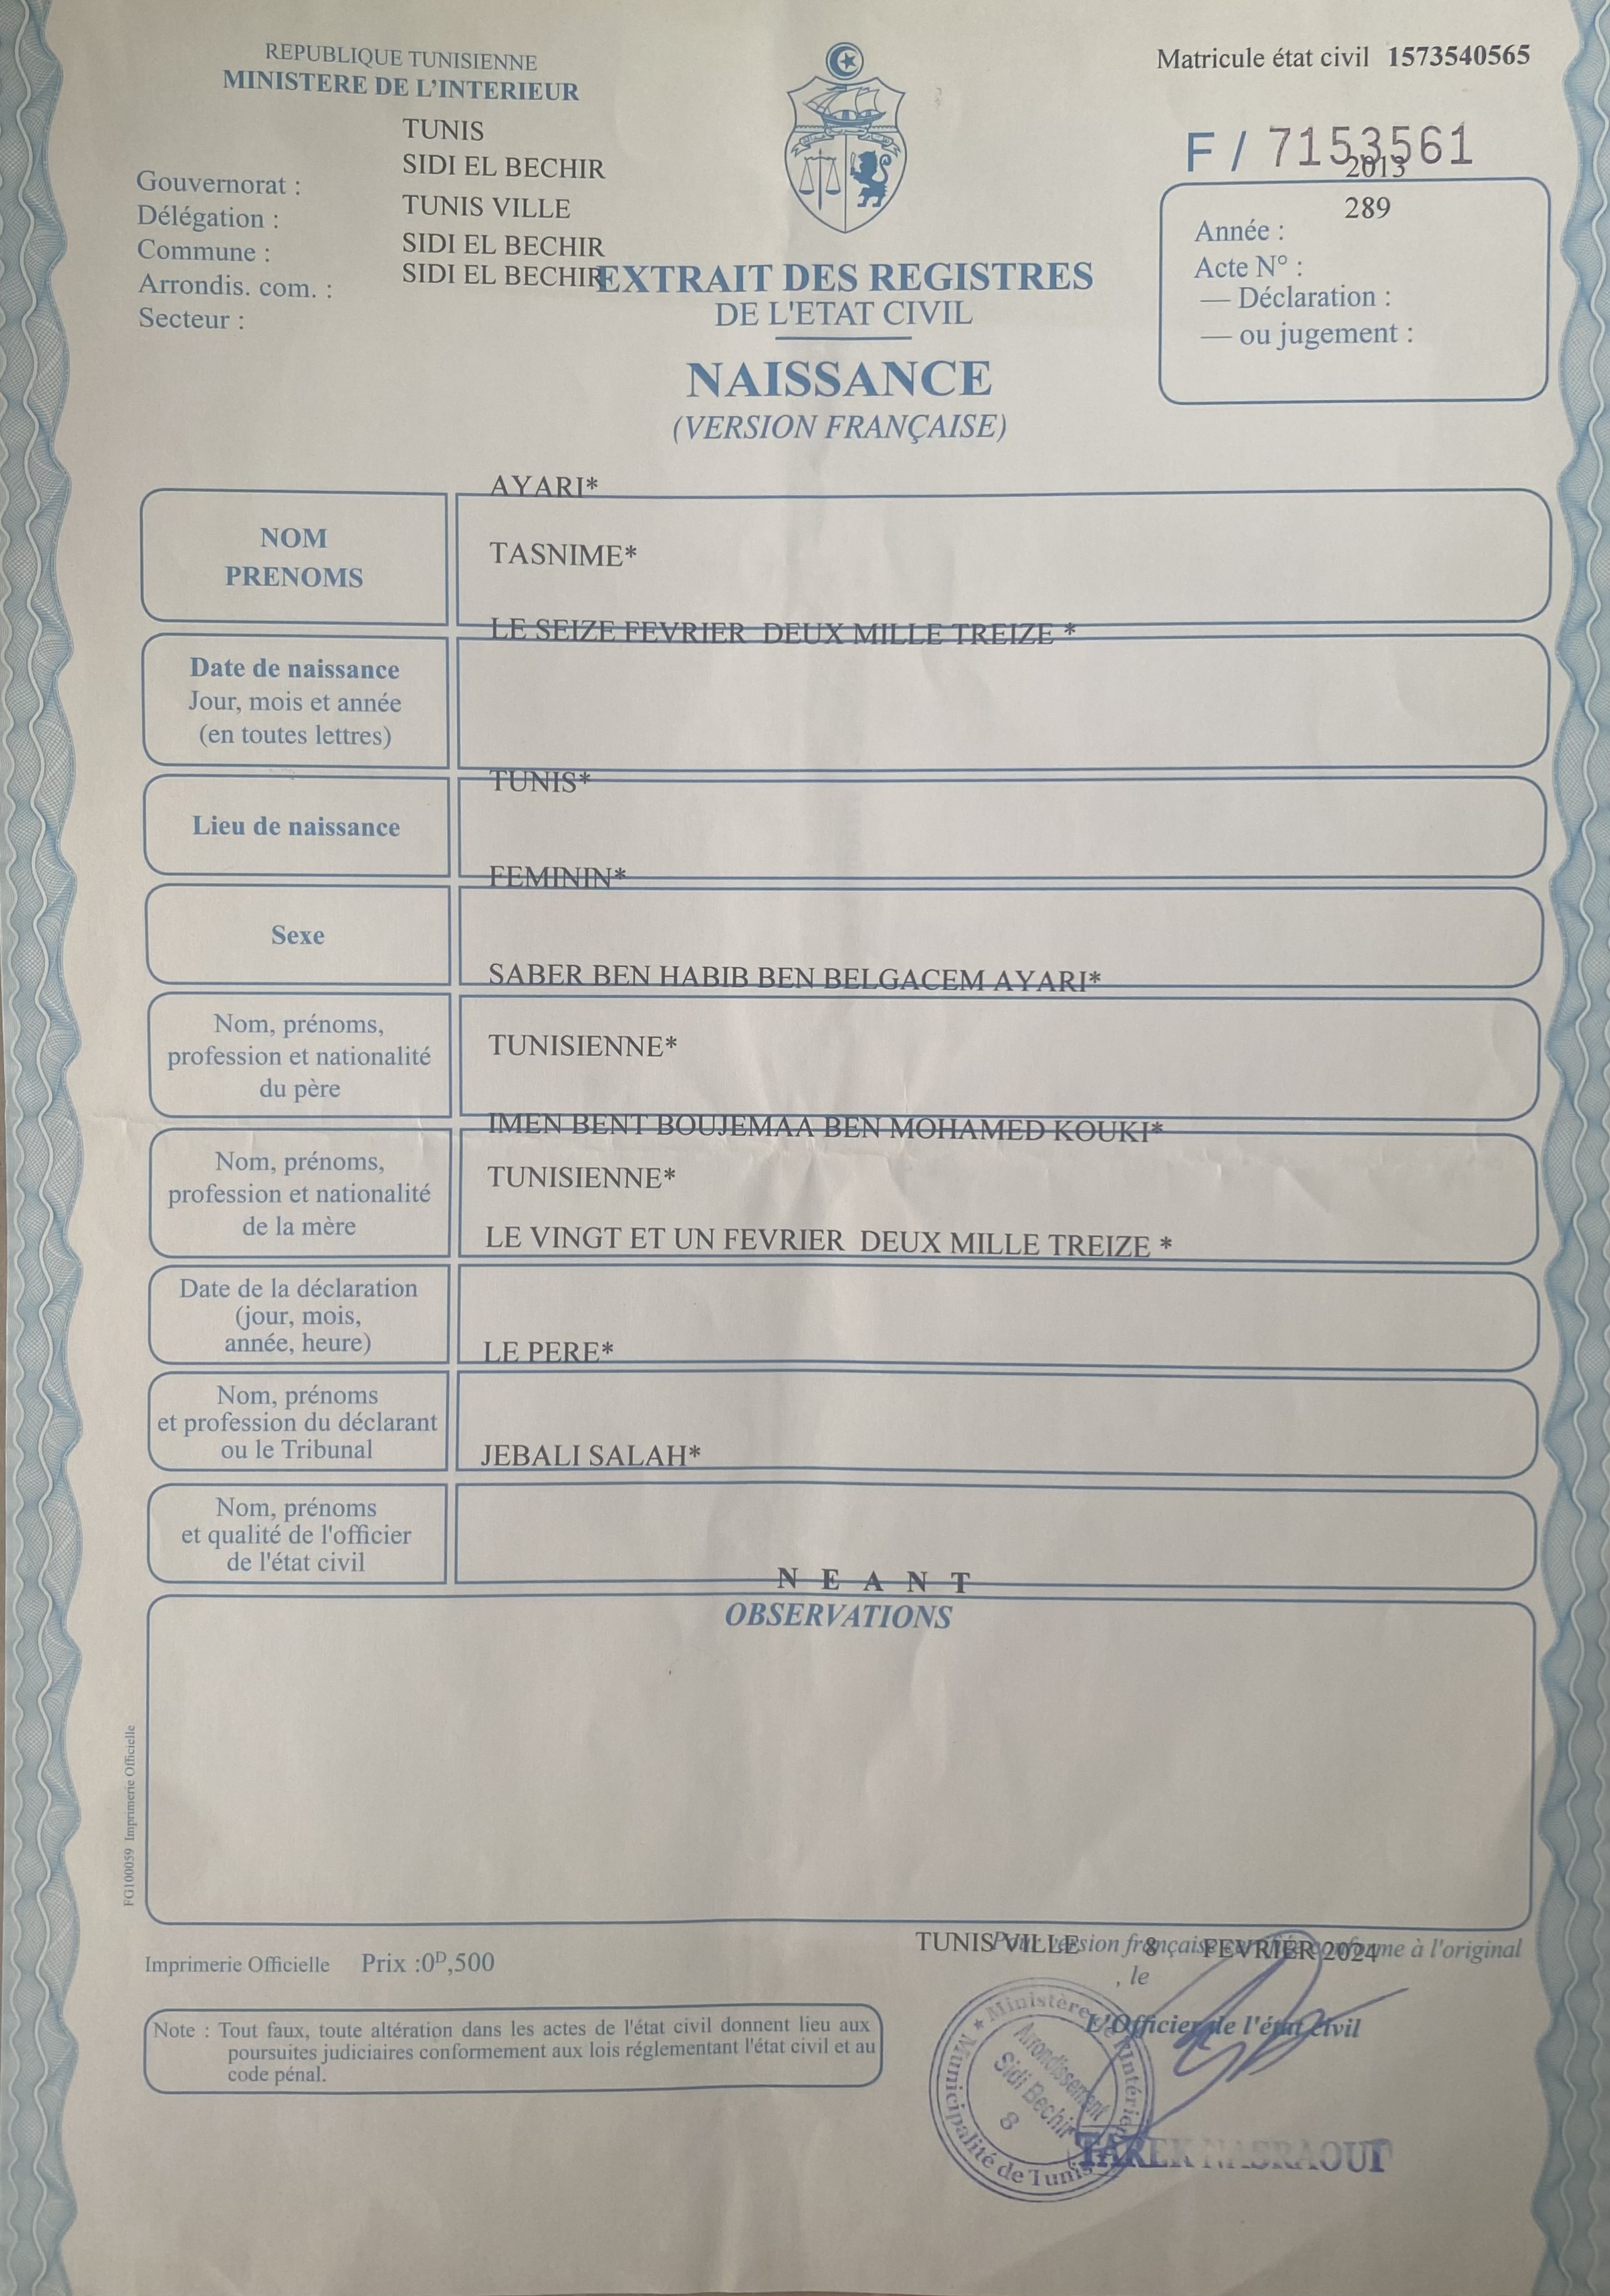 REPUBLIQUE TUNISIENNE
MINISTERE DE L'INTERIEUR
TUNIS
SIDI EL BECHIR
Gouvernorat :
TUNIS VILLE
Délégation :
SIDI EL BECHIR
Commune :
SIDI EL BECHIR
Arrondis. com. :
Secteur :
Matricule état civil 1573540565
F / 7153561
2013
289
Année :
Acte N° :
— Déclaration :
— ou jugement :
EXTRAIT DES REGISTRES
DE L'ETAT CIVIL
NAISSANCE
(VERSION FRANÇAISE)
AYARI*
NOM
PRENOMS
TASNIME*
LE SEIZE FEVRIER DEUX MILLE TREIZE *
Date de naissance
Jour, mois et année
(en toutes lettres)
TUNIS*
Lieu de naissance
FEMININ*
Sexe
SABER BEN HABIB BEN BELGACEM AYARI*
Nom, prénoms,
profession et nationalité
du père
TUNISIENNE*
IMEN BENT BOUJEMAA BEN MOHAMED KOUKI*
Nom, prénoms,
profession et nationalité
de la mère
TUNISIENNE*
LE VINGT ET UN FEVRIER DEUX MILLE TREIZE *
Date de la déclaration
(jour, mois,
année, heure)
LE PERE*
Nom, prénoms
et profession du déclarant
ou le Tribunal
JEBALI SALAH*
Nom, prénoms
et qualité de l'officier
de l'état civil
N E A N T
OBSERVATIONS
FG100059 Imprimerie Officielle
TUNIS VILLE 8 FEVRIER 2024
Pour version française certifiée conforme à l'original
, le
Imprimerie Officielle Prix :0D,500
L'Officier de l'état civil
Note : Tout faux, toute altération dans les actes de l'état civil donnent lieu aux
poursuites judiciaires conformement aux lois réglementant l'état civil et au
code pénal.
Ministère de l'Intérieur
Municipalité de Tunis
Arrondissement
Sidi Bechir
8
TAREK NASRAOUI